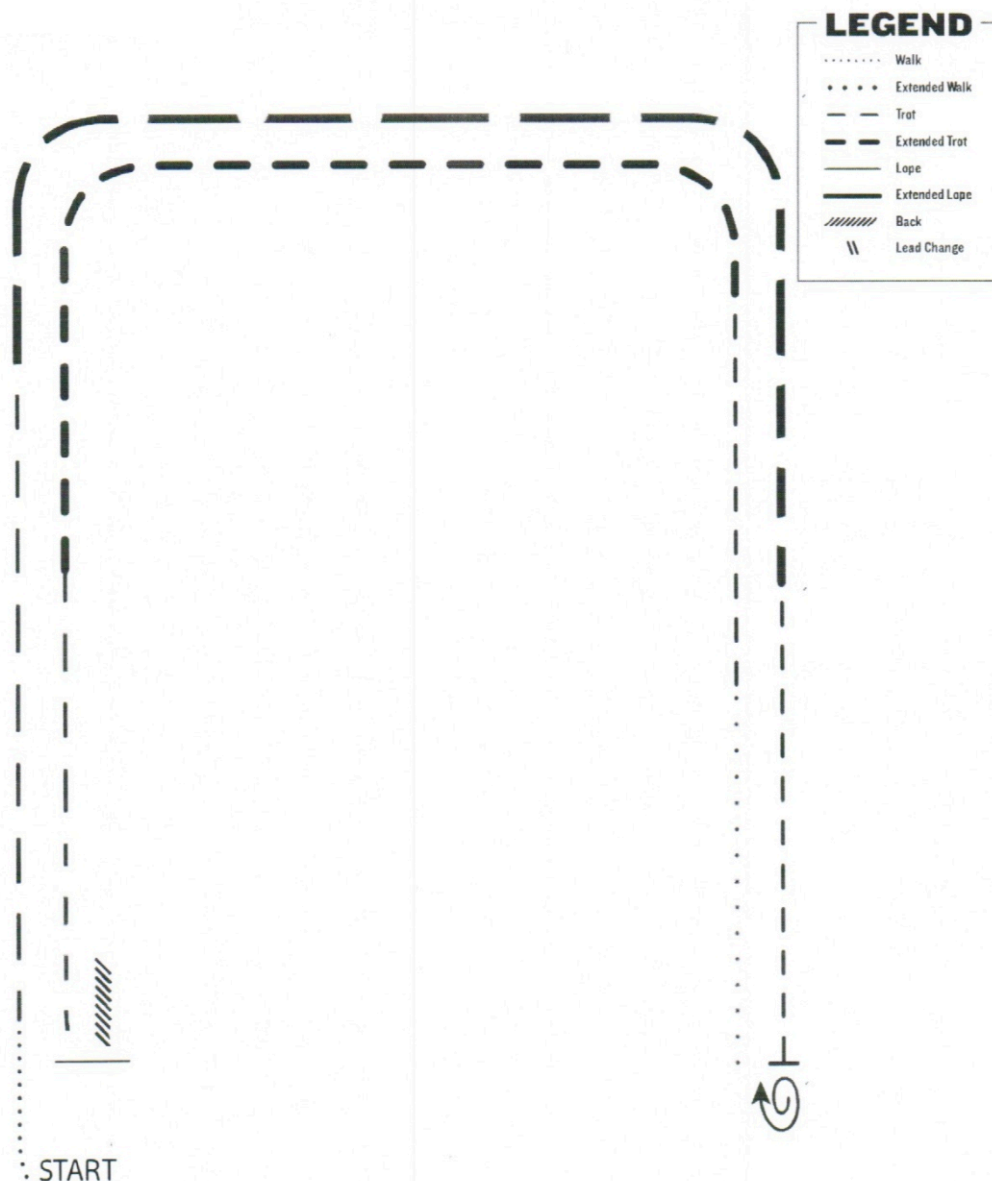 LEGEND
Walk
Extended Walk
Trot
Extended Trot
Lope
Extended Lope
Back
Lead Change
START